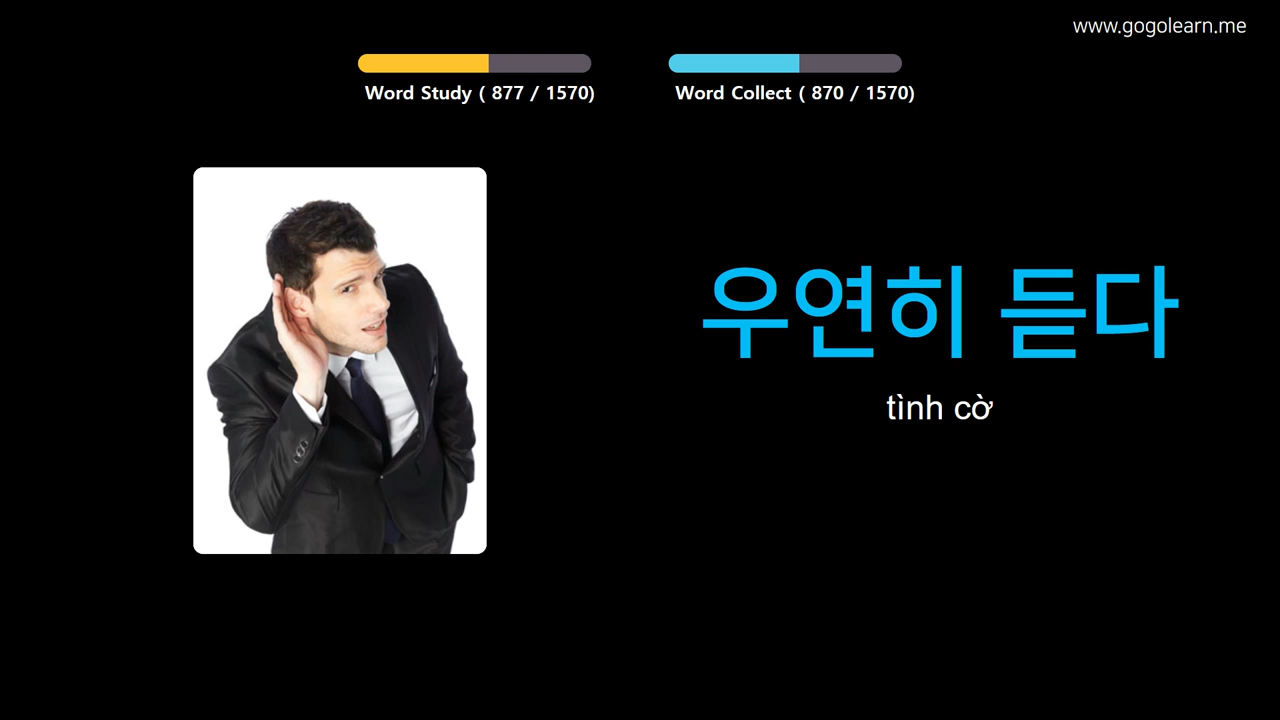 www.gogolearn.me
Word Study ( 877 / 1570)
Word Collect ( 870 / 1570)
우연히 듣다
tình cờ